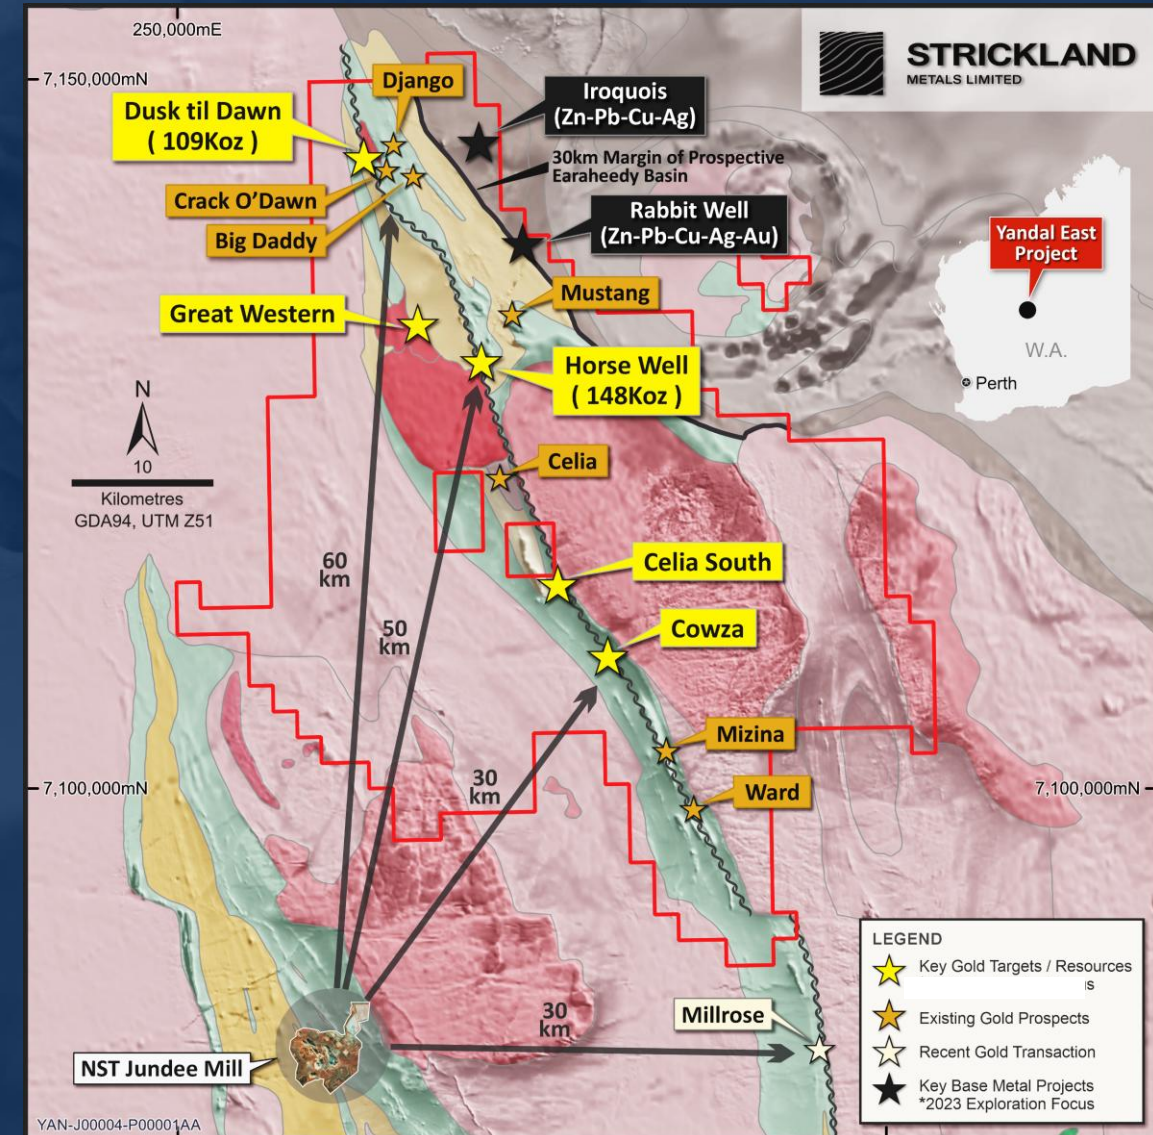 250,000mE
7,150,000mN
STRICKLAND
METALS LIMITED
Django
Iroquois
(Zn-Pb-Cu-Ag)
Dusk til Dawn
( 109Koz )
30km Margin of Prospective
Earaheedy Basin
Crack O'Dawn
Rabbit Well
(Zn-Pb-Cu-Ag-Au)
Big Daddy
Yandal East
Project
Mustang
Great Western
W.A.
Perth
Horse Well
( 148Koz )
N
10
Kilometres
GDA94, UTM Z51
Celia
60
km
Celia South
50
km
Cowza
Mizina
30
km
Ward
7,100,000mN
7,100,000mN
LEGEND
Key Gold Targets / Resources
Existing Gold Prospects
Recent Gold Transaction
Key Base Metal Projects
*2023 Exploration Focus
Millrose
30
km
NST Jundee Mill
YAN-J00004-P00001AA